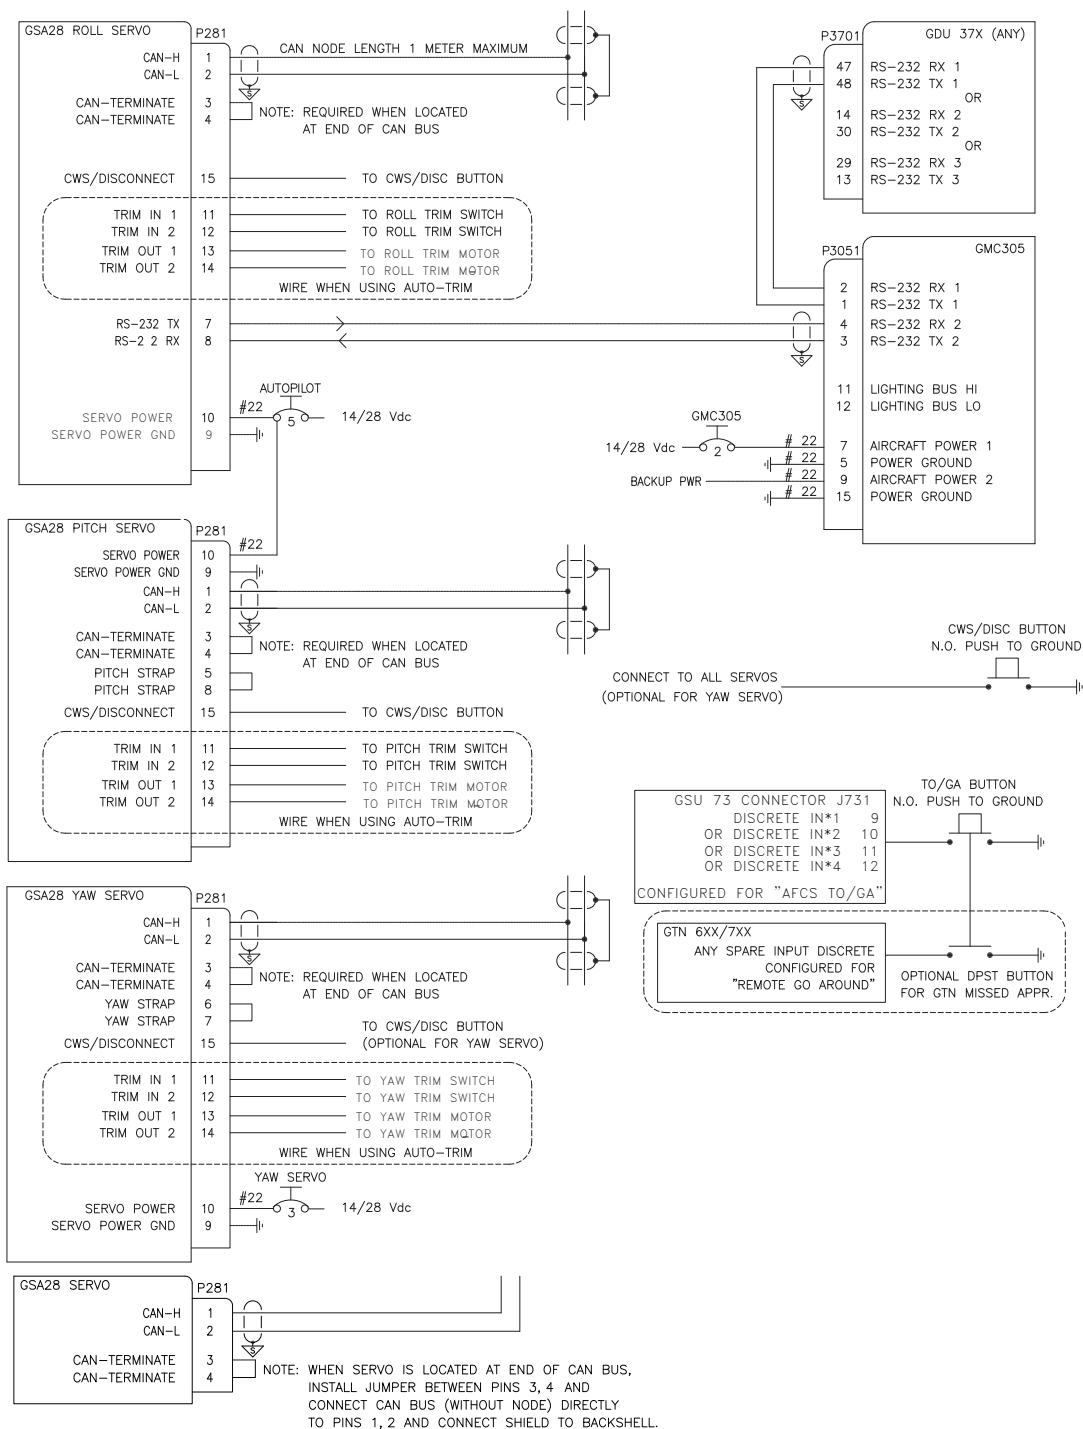 GSA28 ROLL SERVO
P281
CAN-H 1
CAN-L 2
CAN NODE LENGTH 1 METER MAXIMUM
S
CAN-TERMINATE 3
CAN-TERMINATE 4
NOTE: REQUIRED WHEN LOCATED
AT END OF CAN BUS
CWS/DISCONNECT 15 TO CWS/DISC BUTTON
TRIM IN 1 11 TO ROLL TRIM SWITCH
TRIM IN 2 12 TO ROLL TRIM SWITCH
TRIM OUT 1 13 TO ROLL TRIM MOTOR
TRIM OUT 2 14 TO ROLL TRIM MOTOR
WIRE WHEN USING AUTO-TRIM
RS-232 TX 7
RS-2 2 RX 8
AUTOPILOT
SERVO POWER 10 #22 5 14/28 Vdc
SERVO POWER GND 9
GDU 37X (ANY)
P3701
47 RS-232 RX 1
48 RS-232 TX 1
S
OR
14 RS-232 RX 2
30 RS-232 TX 2
OR
29 RS-232 RX 3
13 RS-232 TX 3
GMC305
P3051
2 RS-232 RX 1
1 RS-232 TX 1
4 RS-232 RX 2
3 RS-232 TX 2
S
11 LIGHTING BUS HI
12 LIGHTING BUS LO
GMC305
14/28 Vdc 2 # 22 7 AIRCRAFT POWER 1
# 22 5 POWER GROUND
BACKUP PWR # 22 9 AIRCRAFT POWER 2
# 22 15 POWER GROUND
GSA28 PITCH SERVO
P281
SERVO POWER 10 #22
SERVO POWER GND 9
CAN-H 1
CAN-L 2
S
CAN-TERMINATE 3
CAN-TERMINATE 4
NOTE: REQUIRED WHEN LOCATED
AT END OF CAN BUS
PITCH STRAP 5
PITCH STRAP 8
CWS/DISCONNECT 15 TO CWS/DISC BUTTON
TRIM IN 1 11 TO PITCH TRIM SWITCH
TRIM IN 2 12 TO PITCH TRIM SWITCH
TRIM OUT 1 13 TO PITCH TRIM MOTOR
TRIM OUT 2 14 TO PITCH TRIM MOTOR
WIRE WHEN USING AUTO-TRIM
CWS/DISC BUTTON
N.O. PUSH TO GROUND
CONNECT TO ALL SERVOS
(OPTIONAL FOR YAW SERVO)
TO/GA BUTTON
N.O. PUSH TO GROUND
GSU 73 CONNECTOR J731
DISCRETE IN*1 9
OR DISCRETE IN*2 10
OR DISCRETE IN*3 11
OR DISCRETE IN*4 12
CONFIGURED FOR "AFCS TO/GA"
GTN 6XX/7XX
ANY SPARE INPUT DISCRETE
CONFIGURED FOR
"REMOTE GO AROUND"
OPTIONAL DPST BUTTON
FOR GTN MISSED APPR.
GSA28 YAW SERVO
P281
CAN-H 1
CAN-L 2
S
CAN-TERMINATE 3
CAN-TERMINATE 4
NOTE: REQUIRED WHEN LOCATED
AT END OF CAN BUS
YAW STRAP 6
YAW STRAP 7
CWS/DISCONNECT 15 TO CWS/DISC BUTTON
(OPTIONAL FOR YAW SERVO)
TRIM IN 1 11 TO YAW TRIM SWITCH
TRIM IN 2 12 TO YAW TRIM SWITCH
TRIM OUT 1 13 TO YAW TRIM MOTOR
TRIM OUT 2 14 TO YAW TRIM MOTOR
WIRE WHEN USING AUTO-TRIM
YAW SERVO
SERVO POWER 10 #22 3 14/28 Vdc
SERVO POWER GND 9
GSA28 SERVO
P281
CAN-H 1
CAN-L 2
S
CAN-TERMINATE 3
CAN-TERMINATE 4
NOTE: WHEN SERVO IS LOCATED AT END OF CAN BUS,
INSTALL JUMPER BETWEEN PINS 3, 4 AND
CONNECT CAN BUS (WITHOUT NODE) DIRECTLY
TO PINS 1, 2 AND CONNECT SHIELD TO BACKSHELL.